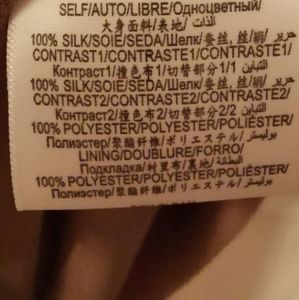 SELF/AUTO/LIBRE/Одноцветный/
大身面料/表地/ الذات
100% SILK/SOIE/SEDA/Шелк/蚕丝, 丝/絹/ حرير
CONTRAST1/CONTRASTE1/CONTRASTE1/
Контраст1/撞色布1/切替部分1/1 التباين
100% SILK/SOIE/SEDA/Шелк/蚕丝, 丝/絹/ حرير
CONTRAST2/CONTRASTE2/CONTRASTE2/
Контраст2/撞色布2/切替部分2/2 التباين
100% POLYESTER/POLYESTER/POLIÉSTER/
Полиэстер/聚酯纤维/ポリエステル/ بوليستر
LINING/DOUBLURE/FORRO/
Подкладка/村里布/裏地/ البطانة
100% POLYESTER/POLYESTER/POLIÉSTER/
Полиэстер/聚酯纤维/ポリエステル/ بوليستر